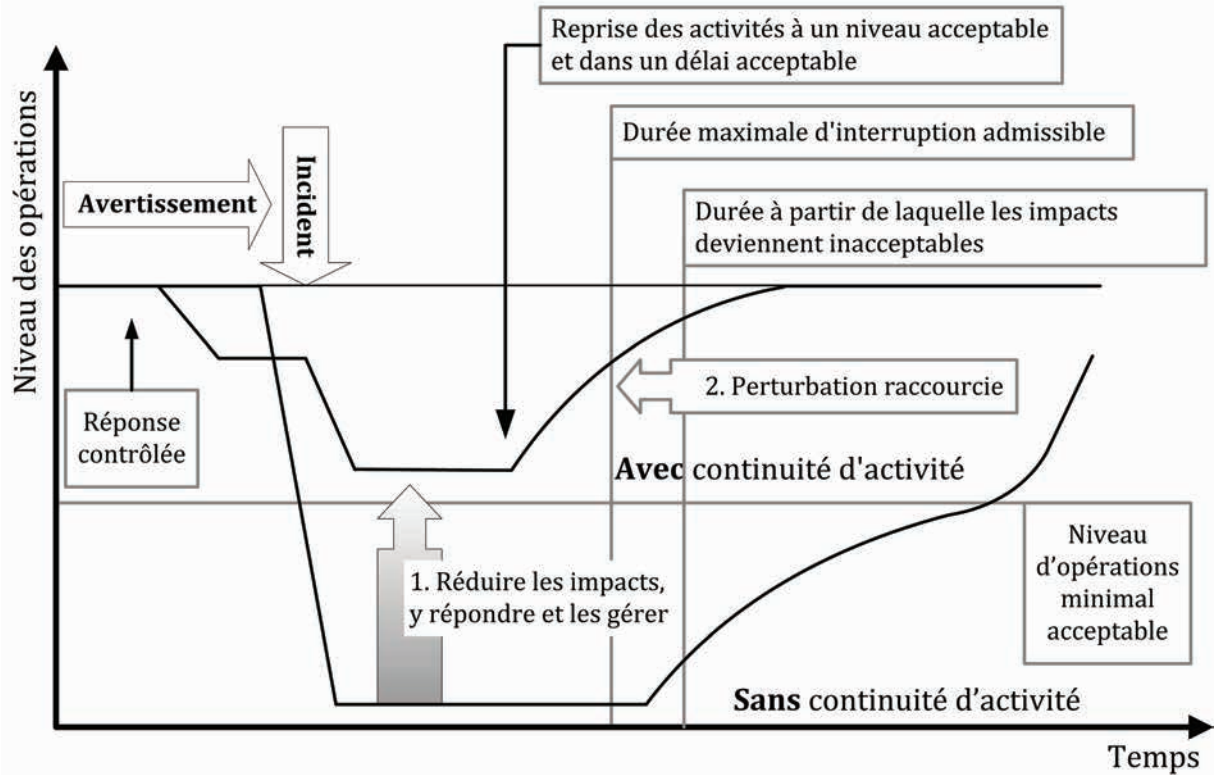 Reprise des activités à un niveau acceptable
et dans un délai acceptable
Durée maximale d'interruption admissible
Durée à partir de laquelle les impacts
deviennent inacceptables
Niveau des opérations
Avertissement
Incident
Réponse
contrôlée
2. Perturbation raccourcie
Avec continuité d'activité
1. Réduire les impacts,
y répondre et les gérer
Niveau
d’opérations
minimal
acceptable
Sans continuité d’activité
Temps